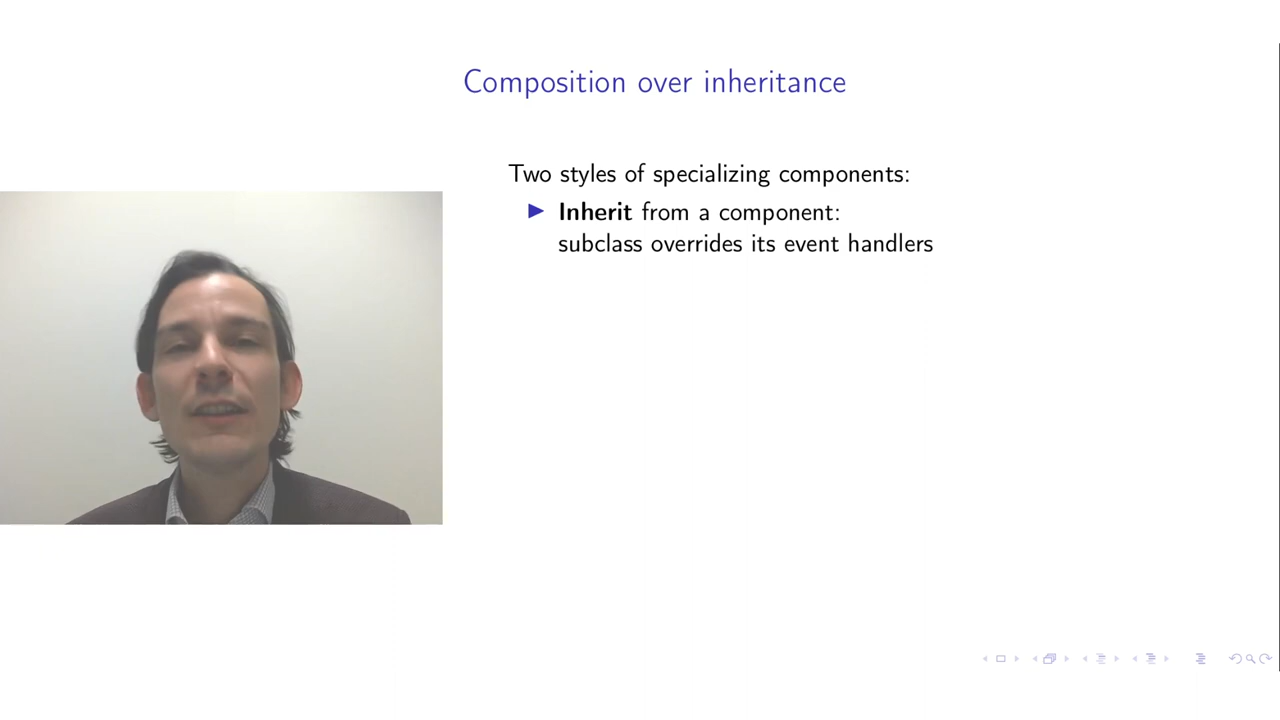 Composition over inheritance
Two styles of specializing components:
Inherit from a component:
subclass overrides its event handlers